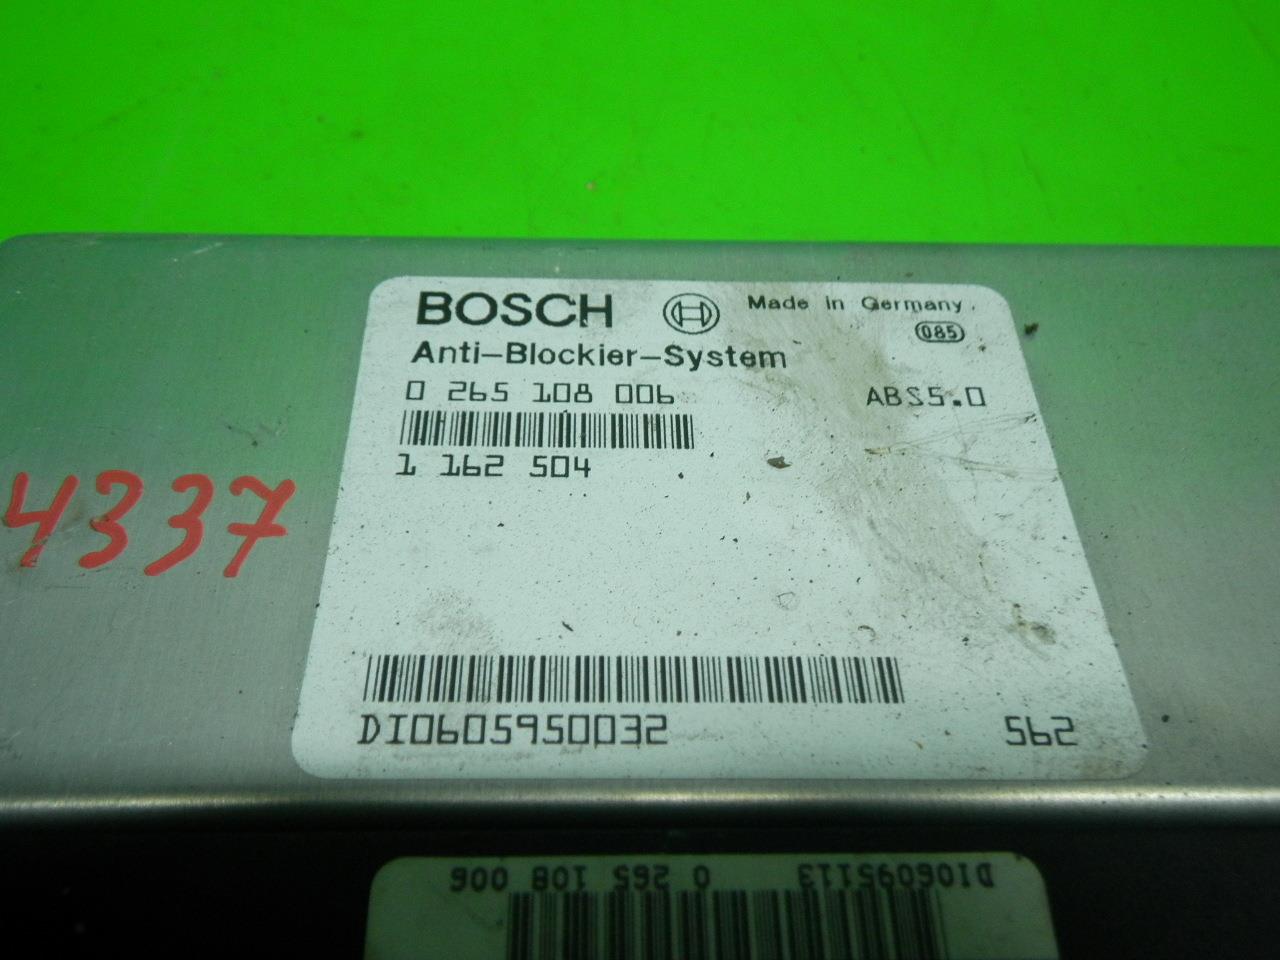 BOSCH Made in Germany
085
Anti-Blockier-System
0 265 108 006 ABS5.0
1 162 504
4337
DI0605950032 562
DI06095113 0 265 108 006